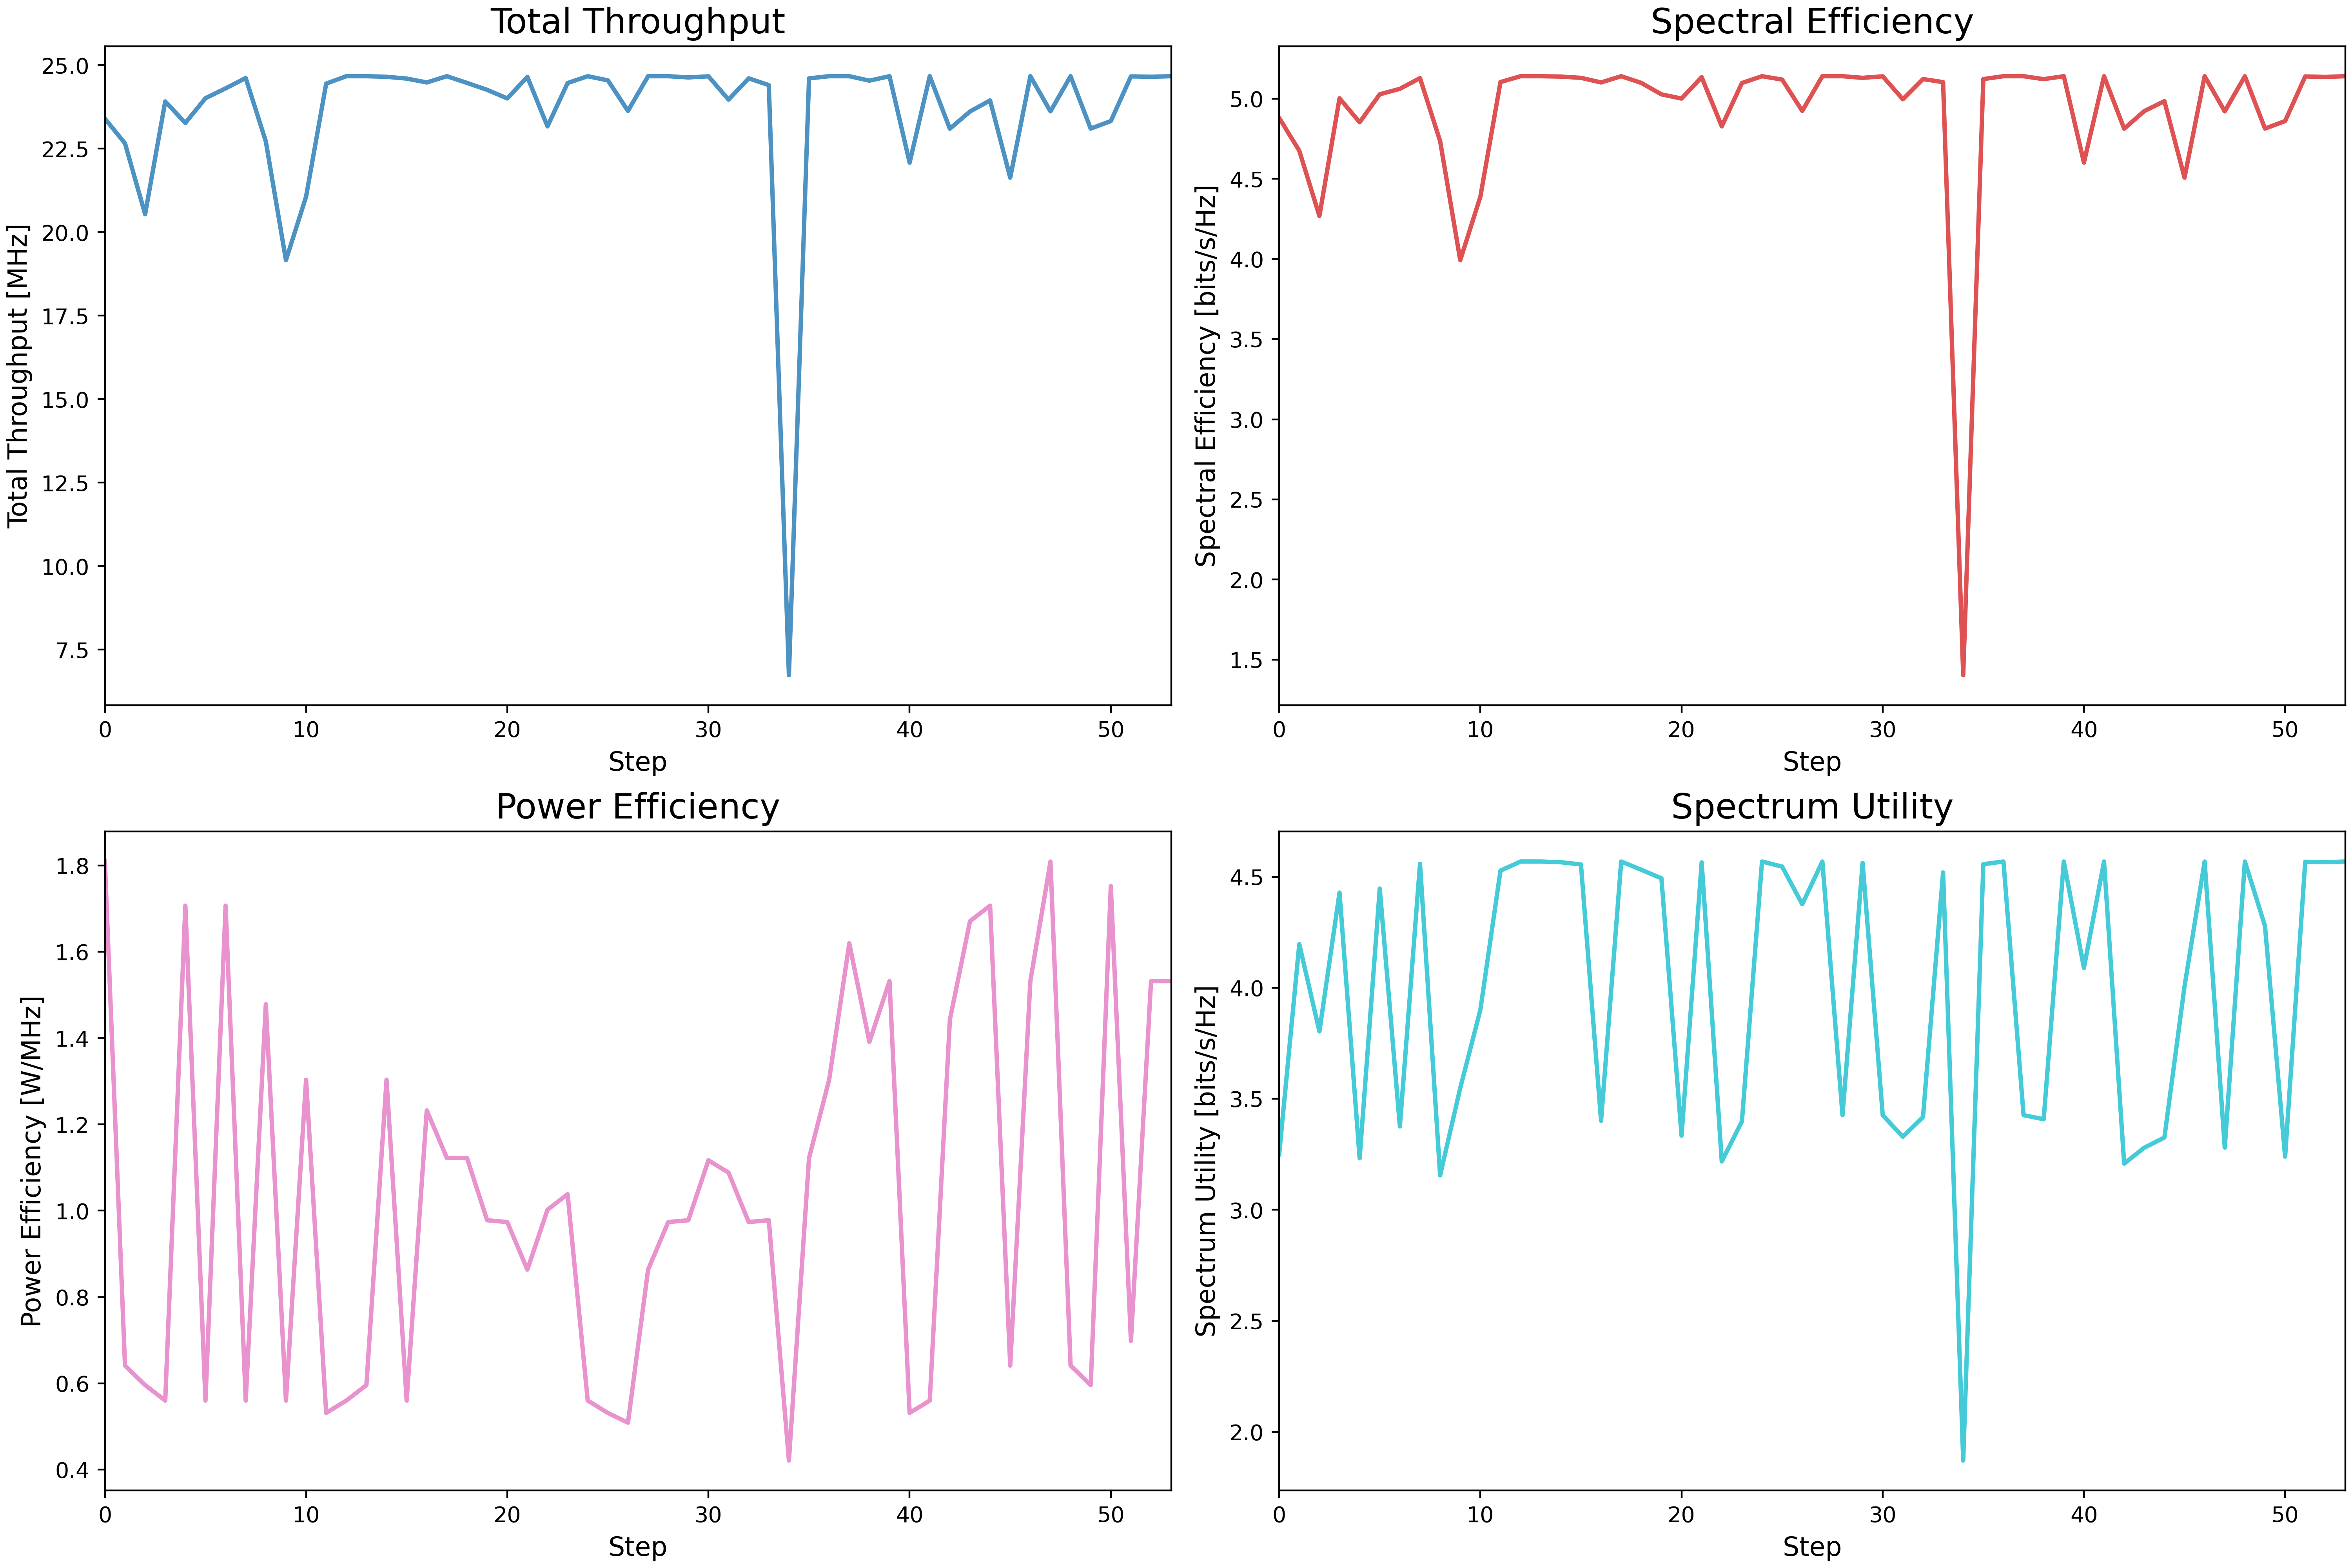 Total Throughput
Total Throughput [MHz]
25.0
22.5
20.0
17.5
15.0
12.5
10.0
7.5
0 10 20 30 40 50
Step
Spectral Efficiency
Spectral Efficiency [bits/s/Hz]
5.0
4.5
4.0
3.5
3.0
2.5
2.0
1.5
0 10 20 30 40 50
Step
Power Efficiency
Power Efficiency [W/MHz]
1.8
1.6
1.4
1.2
1.0
0.8
0.6
0.4
0 10 20 30 40 50
Step
Spectrum Utility
Spectrum Utility [bits/s/Hz]
4.5
4.0
3.5
3.0
2.5
2.0
0 10 20 30 40 50
Step